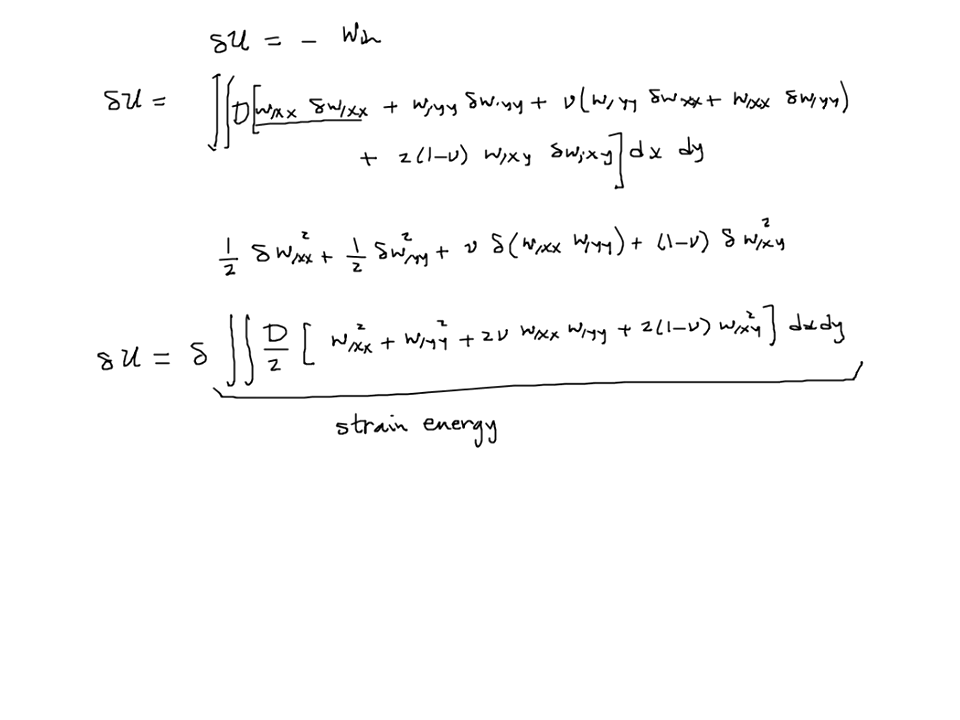 δU = - Win
δU = ∬D[w,xx δw,xx + w,yy δw,yy + ν(w,yy δw,xx + w,xx δw,yy)
+ 2(1-ν) w,xy δw,xy] dx dy
1/2 δw,xx² + 1/2 δw,yy² + ν δ(w,xx w,yy) + (1-ν) δ w,xy²
δU = δ ∬ D/2 [ w,xx² + w,yy² + 2ν w,xx w,yy + 2(1-ν) w,xy² ] dx dy
strain energy